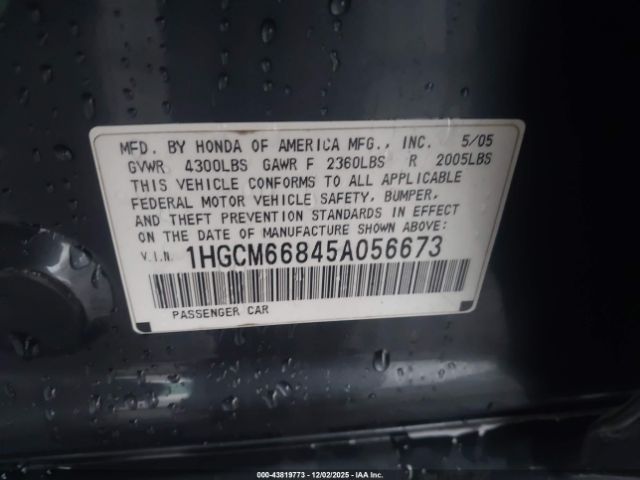 MFD. BY HONDA OF AMERICA MFG., INC. 5/05
GVWR 4300LBS GAWR F 2360LBS R 2005LBS
THIS VEHICLE CONFORMS TO ALL APPLICABLE
FEDERAL MOTOR VEHICLE SAFETY, BUMPER,
AND THEFT PREVENTION STANDARDS IN EFFECT
ON THE DATE OF MANUFACTURE SHOWN ABOVE:
V.I.N. 1HGCM66845A056673
PASSENGER CAR
000-43819773 - 12/02/2025 - IAA Inc.